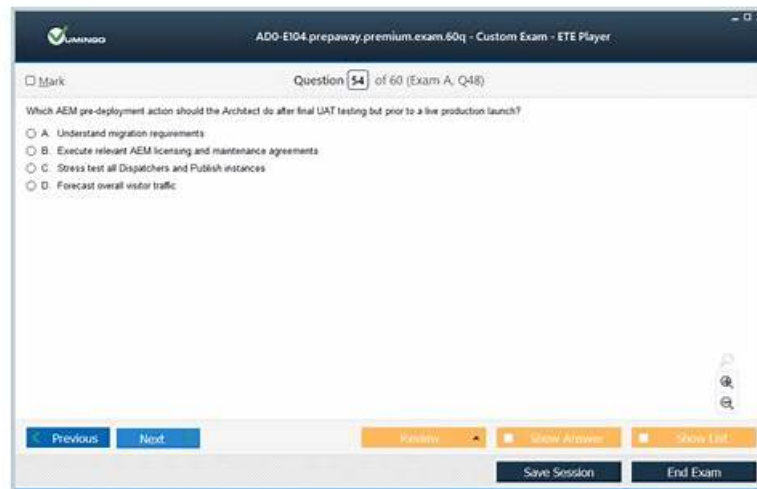 VUMINGO
AD0-E104.prepaway.premium.exam.60q - Custom Exam - ETE Player
Mark
Question 54 of 60 (Exam A, Q48)
Which AEM pre-deployment action should the Architect do after final UAT testing but prior to a live production launch?
A. Understand migration requirements
B. Execute relevant AEM licensing and maintenance agreements
C. Stress test all Dispatchers and Publish instances
D. Forecast overall visitor traffic
Previous
Next
Review
Show Answer
Show List
Save Session
End Exam